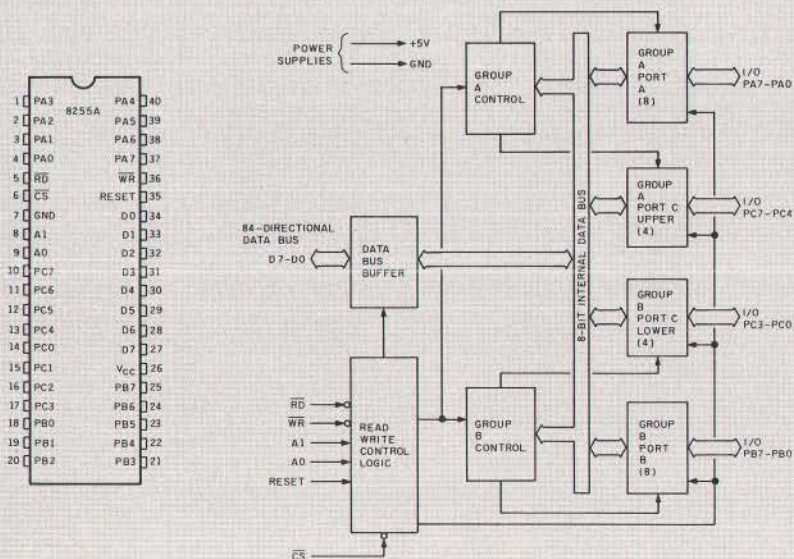 8255A
1 PA3 PA4 40
2 PA2 PA5 39
3 PA1 PA6 38
4 PA0 PA7 37
5 RD WR 36
6 CS RESET 35
7 GND D0 34
8 A1 D1 33
9 A0 D2 32
10 PC7 D3 31
11 PC6 D4 30
12 PC5 D5 29
13 PC4 D6 28
14 PC0 D7 27
15 PC1 VCC 26
16 PC2 PB7 25
17 PC3 PB6 24
18 PB0 PB5 23
19 PB1 PB4 22
20 PB2 PB3 21
POWER
SUPPLIES
+5V
GND
GROUP
A
CONTROL
GROUP
A
PORT
A
(8)
I/O
PA7-PA0
GROUP
A
PORT C
UPPER
(4)
I/O
PC7-PC4
84-DIRECTIONAL
DATA BUS
D7-D0
DATA
BUS
BUFFER
8-BIT INTERNAL DATA BUS
GROUP
B
PORT C
LOWER
(4)
I/O
PC3-PC0
RD
WR
A1
A0
RESET
CS
READ
WRITE
CONTROL
LOGIC
GROUP
B
CONTROL
GROUP
B
PORT
B
(8)
I/O
PB7-PB0